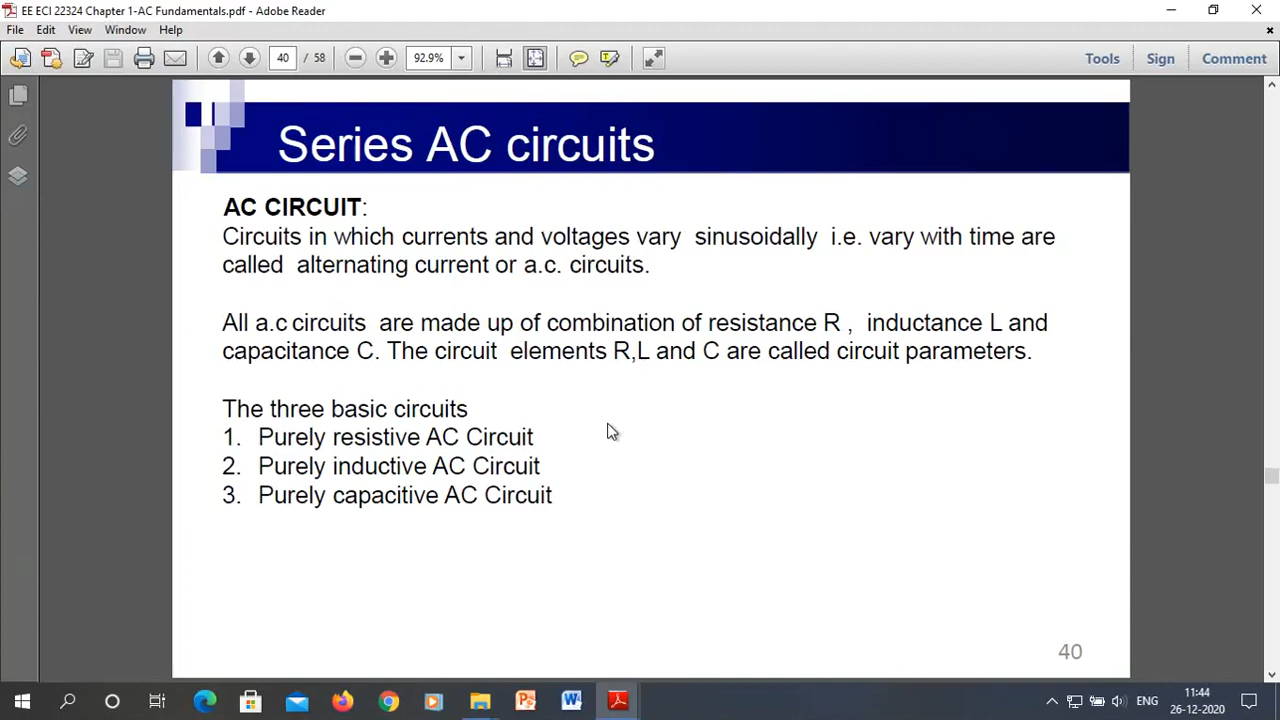 EE ECI 22324 Chapter 1-AC Fundamentals.pdf - Adobe Reader
File Edit View Window Help
40 / 58 92.9% Tools Sign Comment
Series AC circuits
AC CIRCUIT:
Circuits in which currents and voltages vary sinusoidally i.e. vary with time are
called alternating current or a.c. circuits.
All a.c circuits are made up of combination of resistance R , inductance L and
capacitance C. The circuit elements R,L and C are called circuit parameters.
The three basic circuits
1. Purely resistive AC Circuit
2. Purely inductive AC Circuit
3. Purely capacitive AC Circuit
40
ENG
11:44
26-12-2020